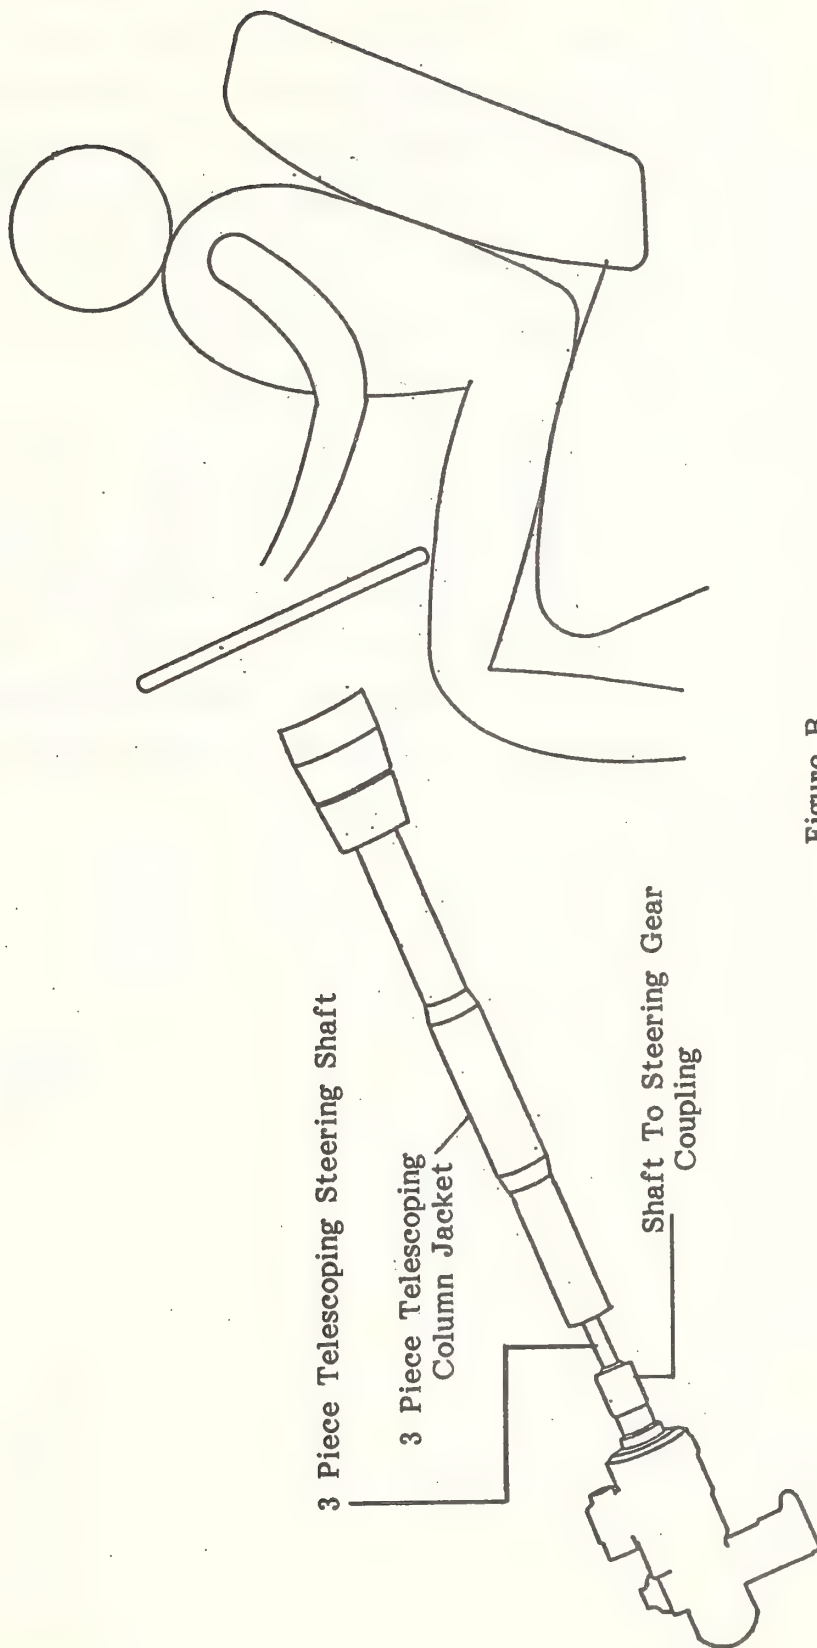 3 Piece Telescoping Steering Shaft
3 Piece Telescoping
Column Jacket
Shaft To Steering Gear
Coupling
Figure B